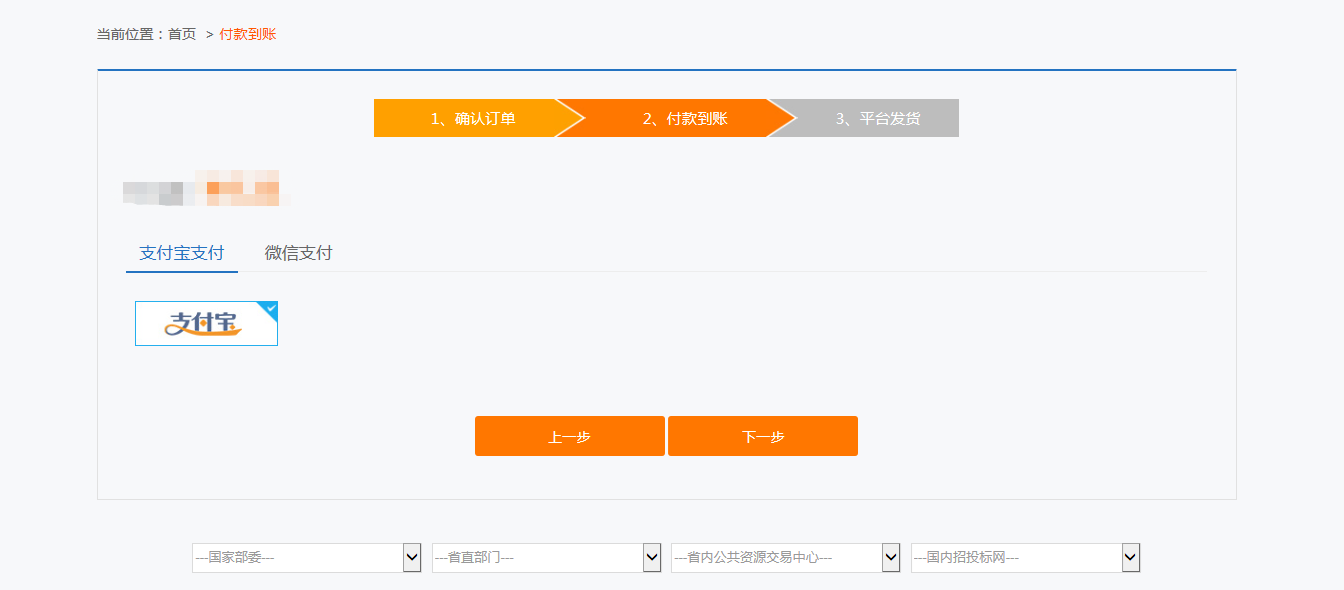 当前位置：首页 > 付款到账
1、确认订单 2、付款到账 3、平台发货
支付宝支付 微信支付
支付宝
上一步 下一步
---国家部委--- ---省直部门--- ---省内公共资源交易中心--- ---国内招投标网---